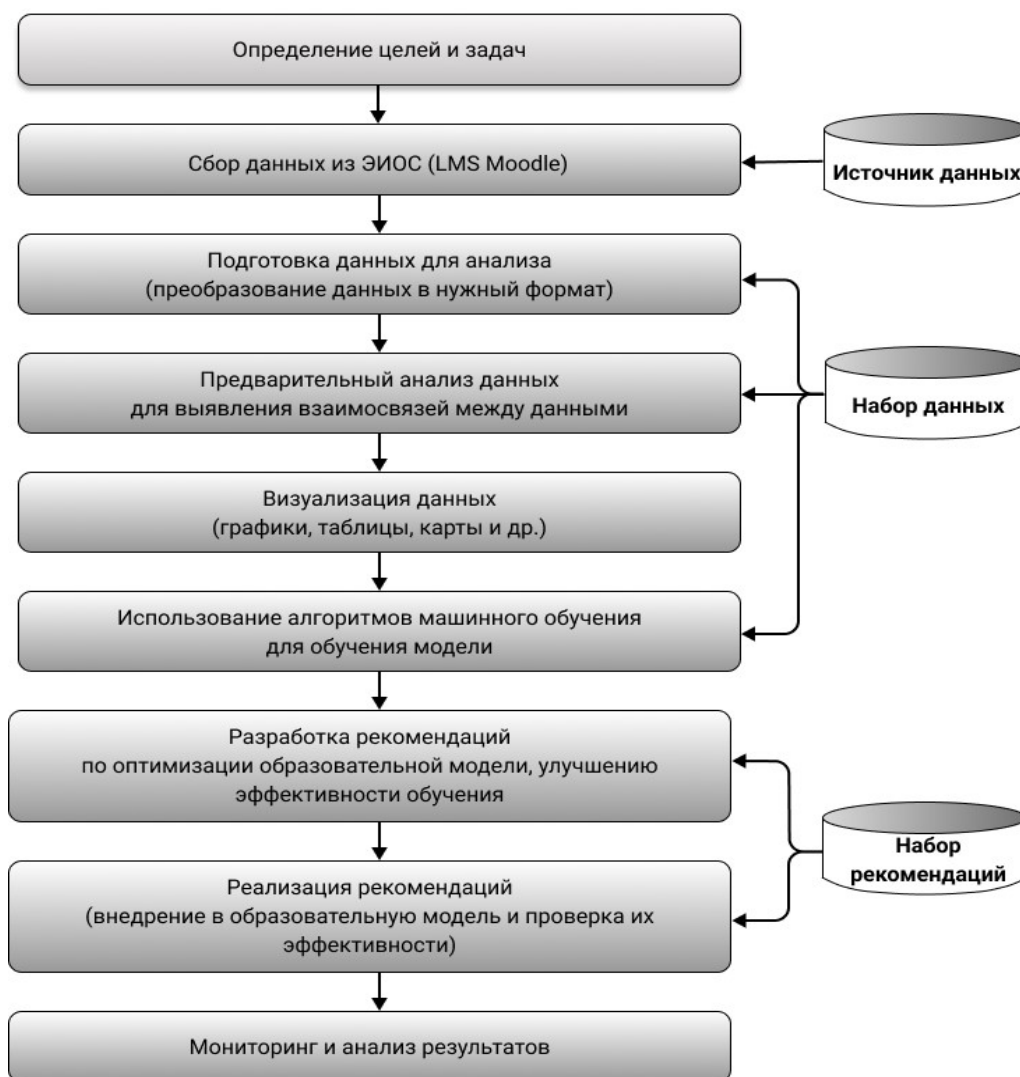 Определение целей и задач
Сбор данных из ЭИОС (LMS Moodle)
Источник данных
Подготовка данных для анализа
(преобразование данных в нужный формат)
Предварительный анализ данных
для выявления взаимосвязей между данными
Набор данных
Визуализация данных
(графики, таблицы, карты и др.)
Использование алгоритмов машинного обучения
для обучения модели
Разработка рекомендаций
по оптимизации образовательной модели, улучшению
эффективности обучения
Набор
рекомендаций
Реализация рекомендаций
(внедрение в образовательную модель и проверка их
эффективности)
Мониторинг и анализ результатов